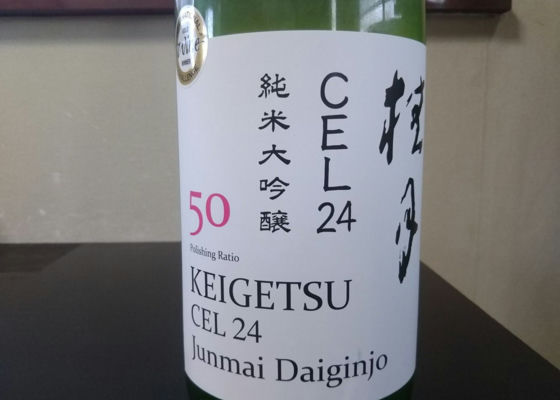 桂月
CEL24
純米大吟醸
50
Polishing Ratio
KEIGETSU
CEL 24
Junmai Daiginjo